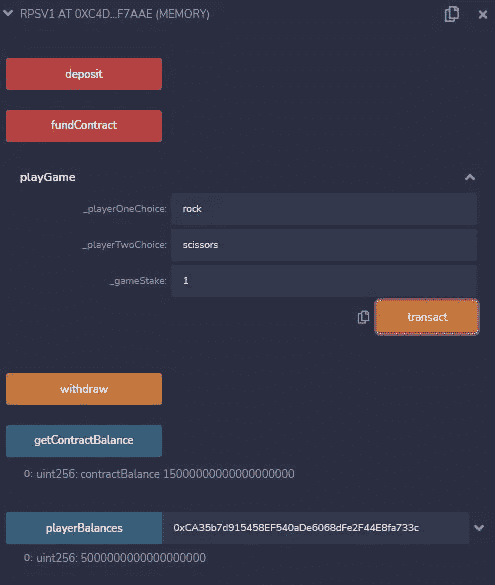 RPSV1 AT 0XC4D...F7AAE (MEMORY)
deposit
fundContract
playGame
_playerOneChoice: rock
_playerTwoChoice: scissors
_gameStake: 1
transact
withdraw
getContractBalance
0: uint256: contractBalance 15000000000000000000
playerBalances 0xCA35b7d915458EF540aDe6068dFe2F44E8fa733c
0: uint256: 5000000000000000000